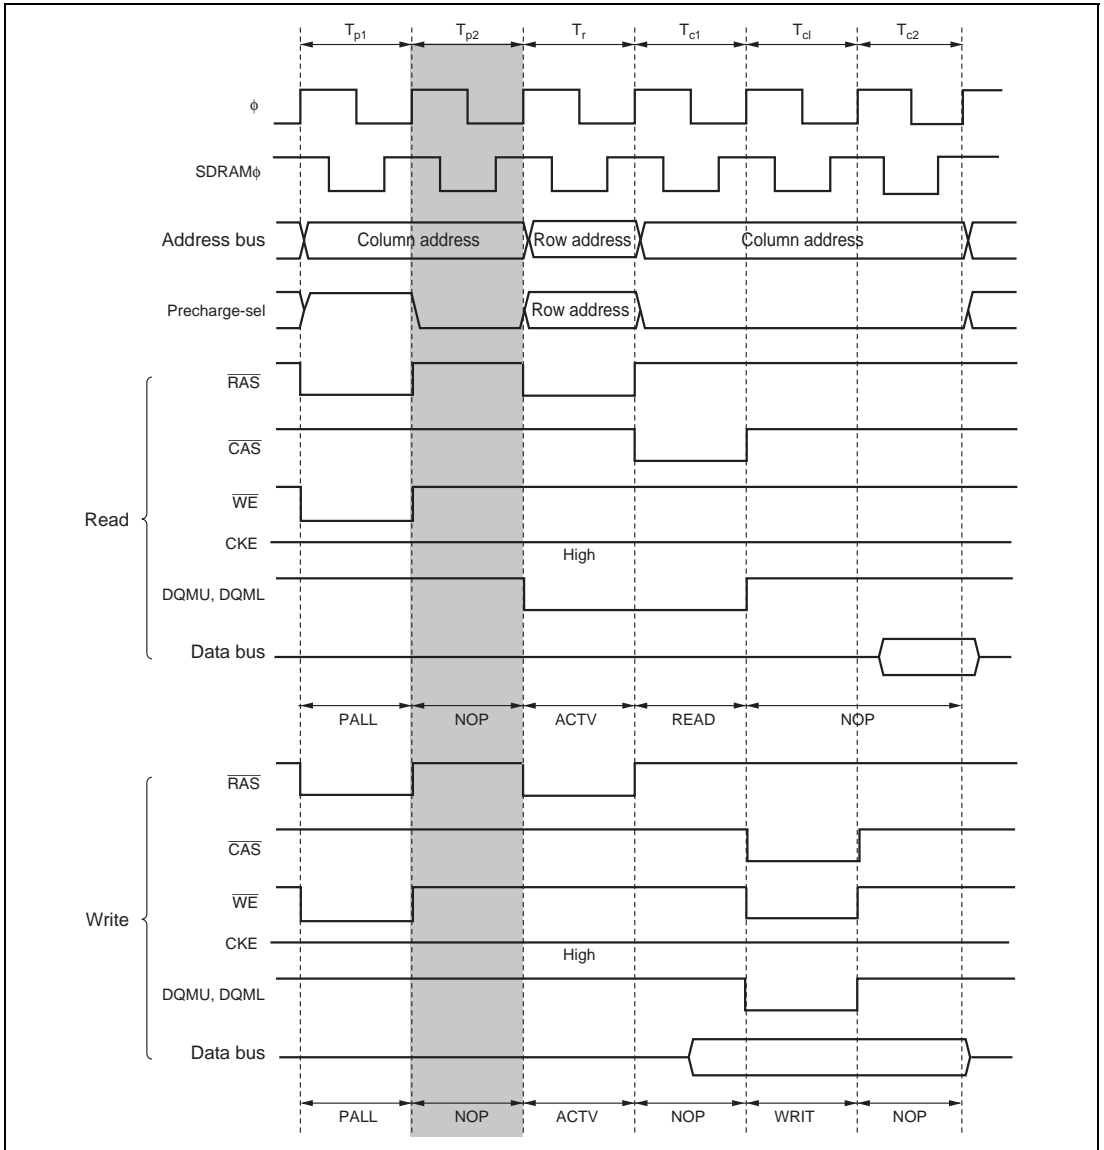 Tp1 Tp2 Tr Tc1 Tcl Tc2
ϕ
SDRAMϕ
Address bus Column address Row address Column address
Precharge-sel Row address
Read
RAS
CAS
WE
CKE High
DQMU, DQML
Data bus
PALL NOP ACTV READ NOP
Write
RAS
CAS
WE
CKE High
DQMU, DQML
Data bus
PALL NOP ACTV NOP WRIT NOP